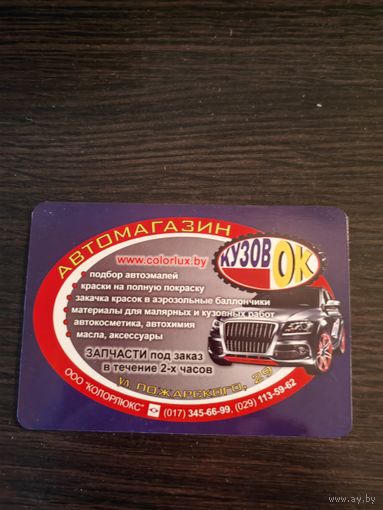 АВТОМАГАЗИН
КУЗОВ ОК
www.colorlux.by
подбор автоэмалей
краски на полную покраску
закачка красок в аэрозольные баллончики
материалы для малярных и кузовных работ
автокосметика, автохимия
масла, аксессуары
ЗАПЧАСТИ под заказ
в течение 2-х часов
ул. ПОЖАРСКОГО, 29
ООО "КОЛОРЛЮКС" (017) 345-66-99, (029) 113-59-62
www.ay.by